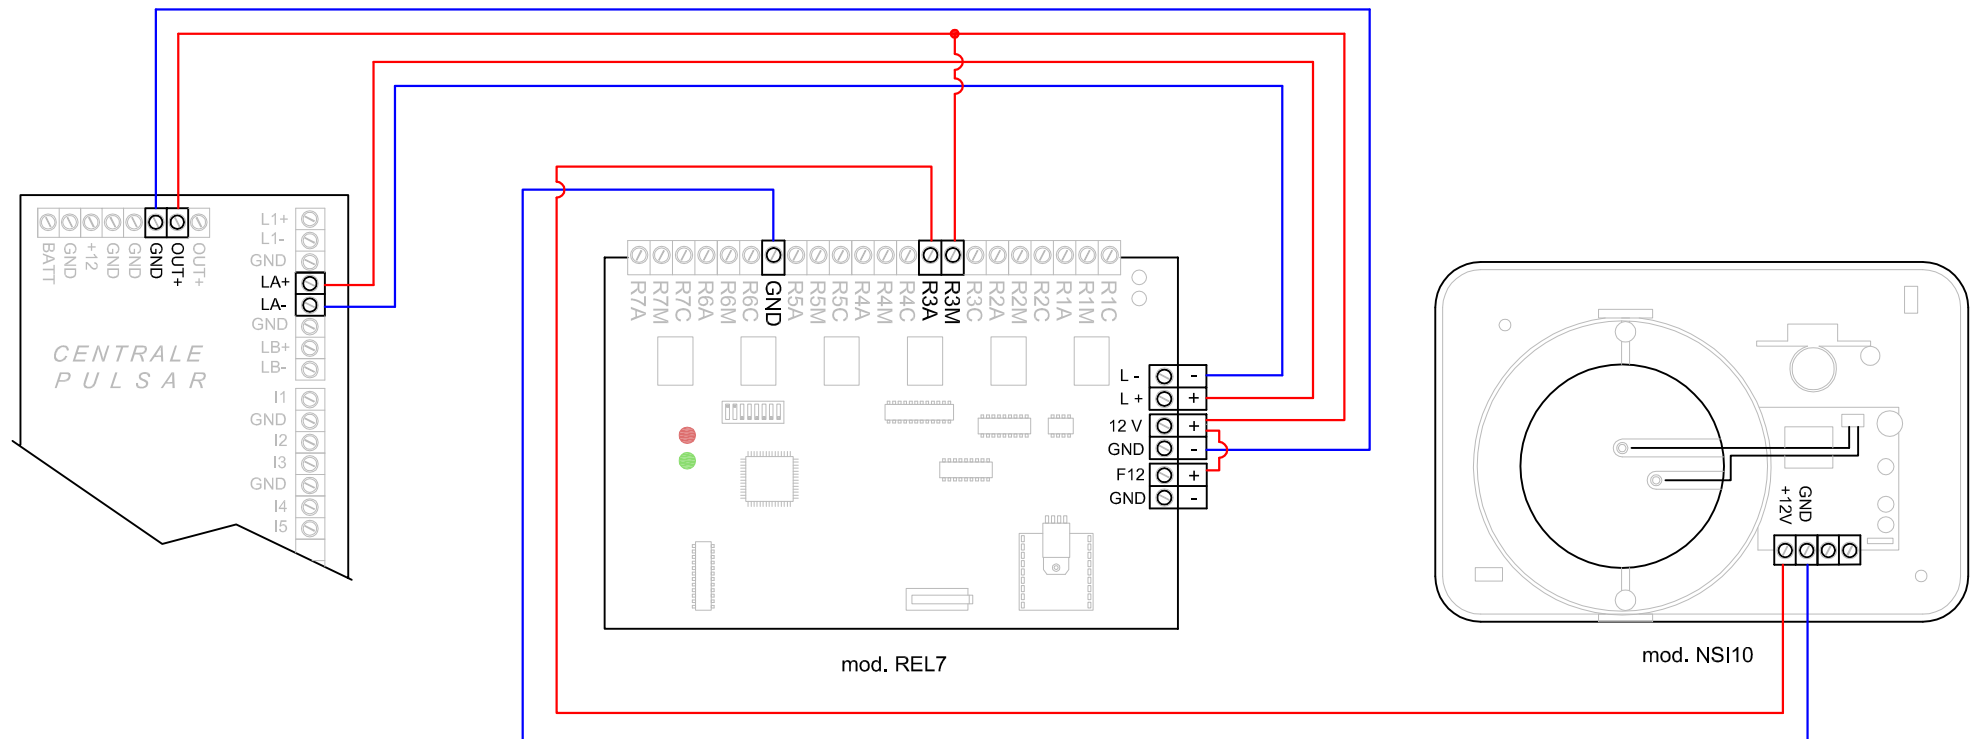 BATT
GND
+12
GND
GND
GND
OUT+
OUT+
L1+
L1-
GND
LA+
LA-
GND
LB+
LB-
CENTRALE
PULSAR
I1
GND
I2
I3
GND
I4
I5
R7A
R7M
R7C
R6A
R6M
R6C
GND
R5A
R5M
R5C
R4A
R4M
R4C
R3A
R3M
R3C
R2A
R2M
R2C
R1A
R1M
R1C
L - -
L + +
12 V +
GND -
F12 +
GND -
mod. REL7
+12V
GND
mod. NSI10